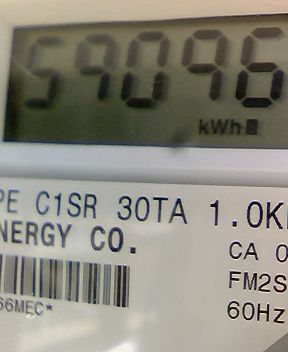 59096
kWh
PE C1SR 30TA 1.0K
NERGY CO.
CA 0
FM2S
66MEC*
60Hz